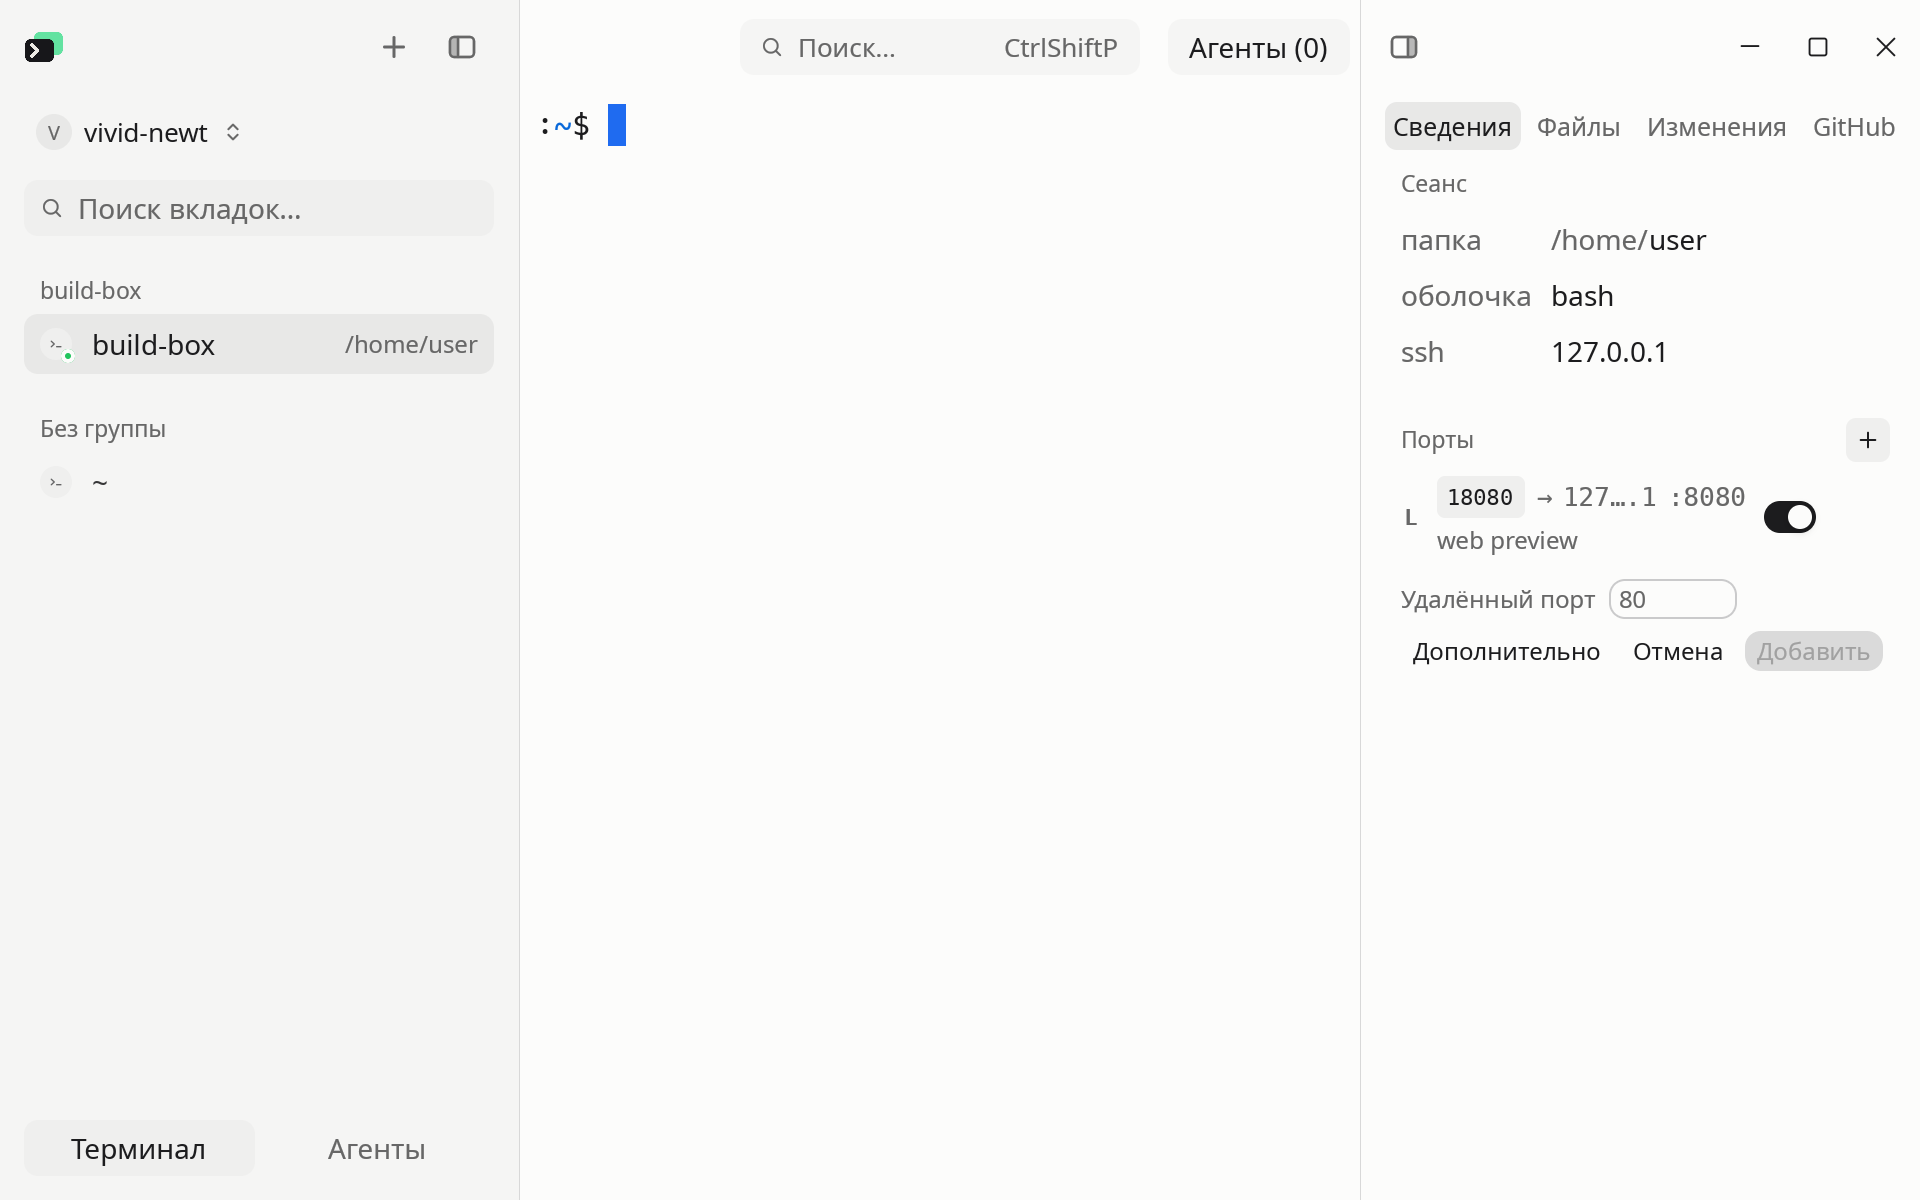 V vivid-newt
Поиск вкладок...
build-box
build-box /home/user
Без группы
~
Терминал Агенты
Поиск... CtrlShiftP Агенты (0)
:~$
Сведения Файлы Изменения GitHub
Сеанс
папка /home/user
оболочка bash
ssh 127.0.0.1
Порты
L 18080 → 127….1 :8080
web preview
Удалённый порт 80
Дополнительно Отмена Добавить